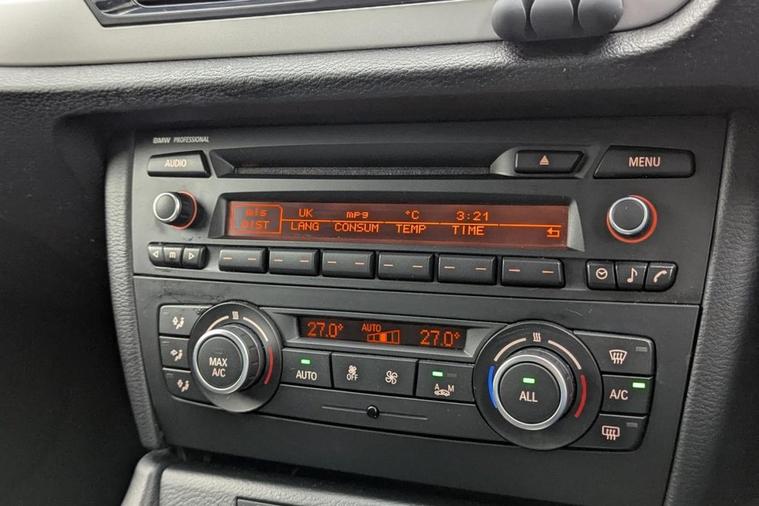 BMW PROFESSIONAL
AUDIO
MENU
mls UK mpg °C 3:21
DIST LANG CONSUM TEMP TIME
m
27.0° AUTO 27.0°
MAX A/C
AUTO
OFF
A M
ALL
A/C